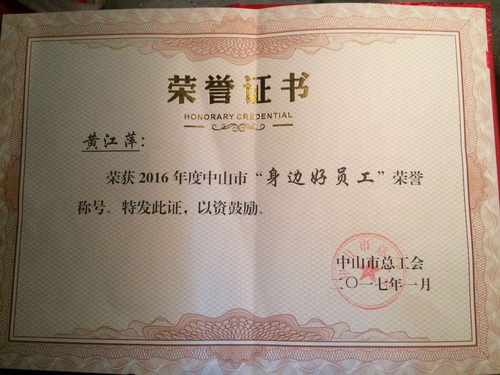 荣誉证书
HONORARY CREDENTIAL
黄江萍：
荣获2016年度中山市“身边好员工”荣誉
称号。特发此证，以资鼓励。
中山市总工会
二〇一七年一月